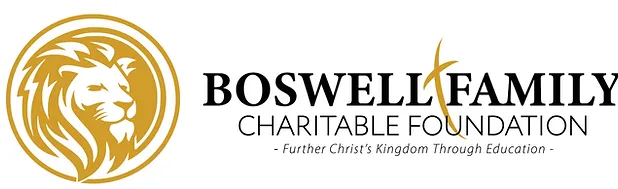 BOSWELL FAMILY
CHARITABLE FOUNDATION
- Further Christ's Kingdom Through Education -